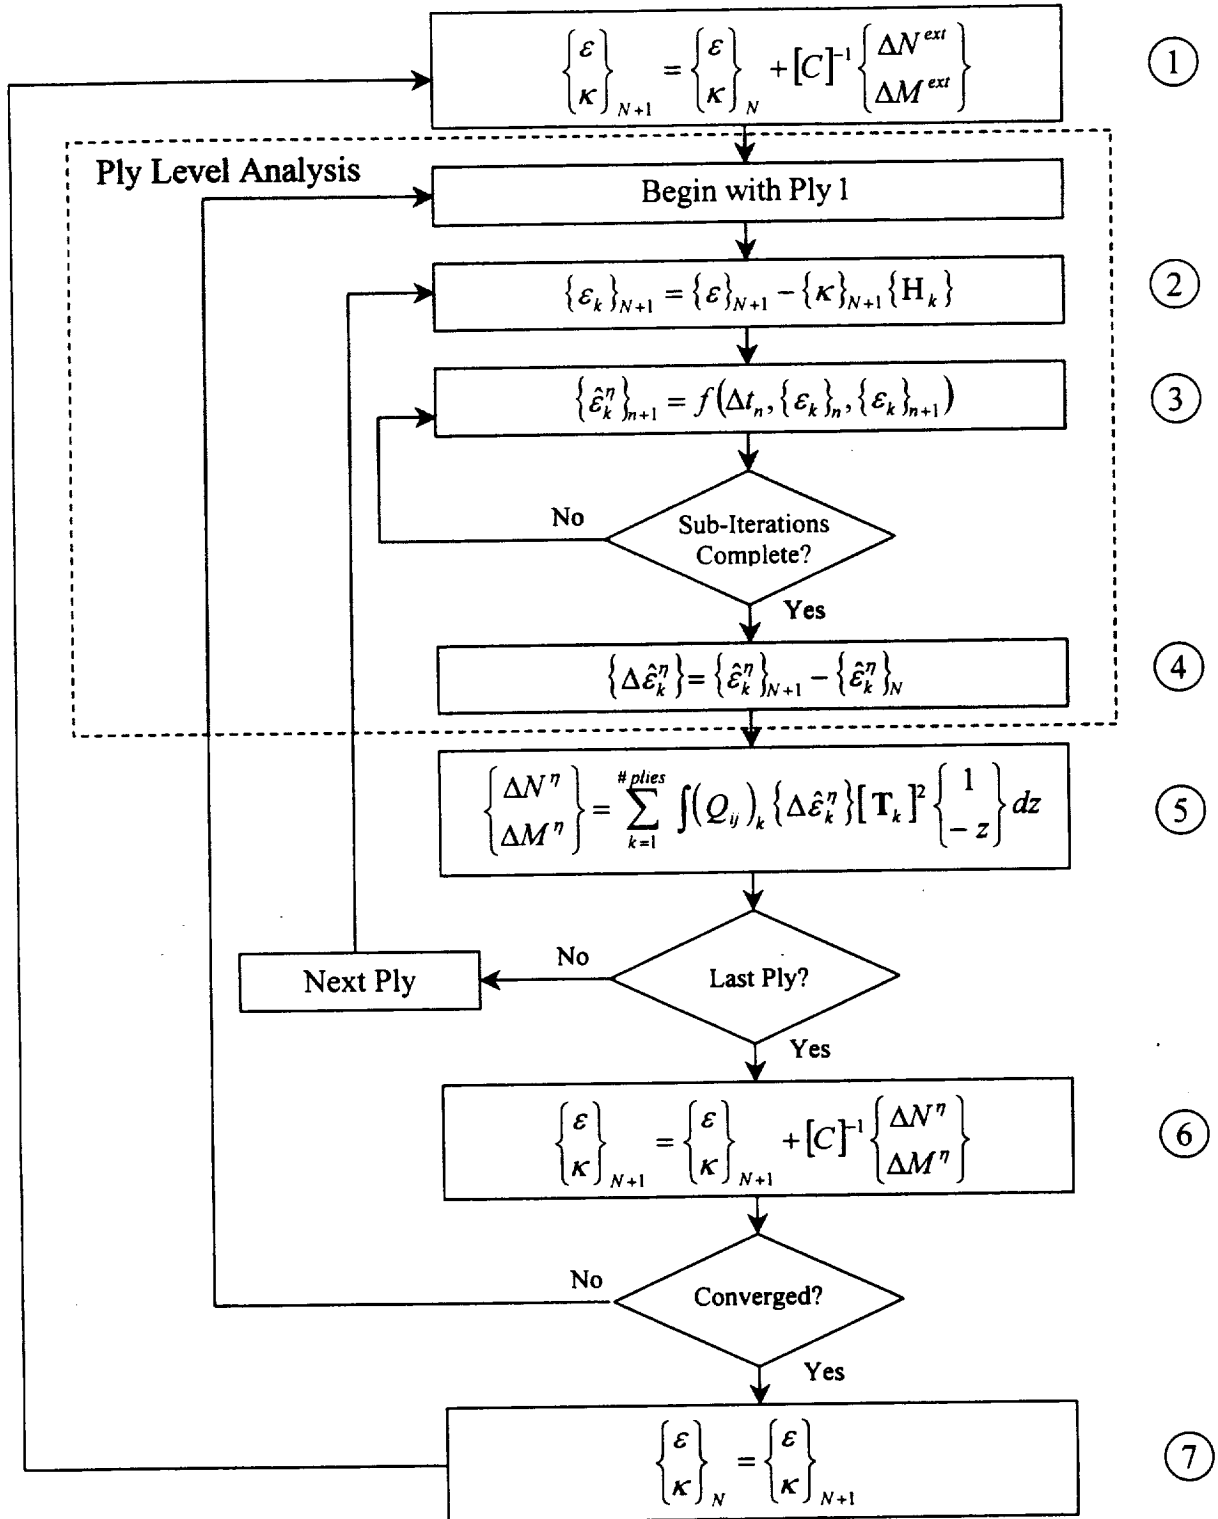 {ε κ}_{N+1} = {ε κ}_N + [C]^{-1} {ΔN^{ext} ΔM^{ext}}
1
Ply Level Analysis
Begin with Ply 1
{ε_k}_{N+1} = {ε}_{N+1} − {κ}_{N+1} {H_k}
2
{ε̂_k^η}_{n+1} = f(Δt_n, {ε_k}_n, {ε_k}_{n+1})
3
No
Sub-Iterations
Complete?
Yes
{Δε̂_k^η} = {ε̂_k^η}_{N+1} − {ε̂_k^η}_N
4
{ΔN^η ΔM^η} = ∑_{k=1}^{# plies} ∫(Q_{ij})_k {Δε̂_k^η} [T_k]^2 {1 −z} dz
5
No
Next Ply
Last Ply?
Yes
{ε κ}_{N+1} = {ε κ}_{N+1} + [C]^{-1} {ΔN^η ΔM^η}
6
No
Converged?
Yes
{ε κ}_N = {ε κ}_{N+1}
7